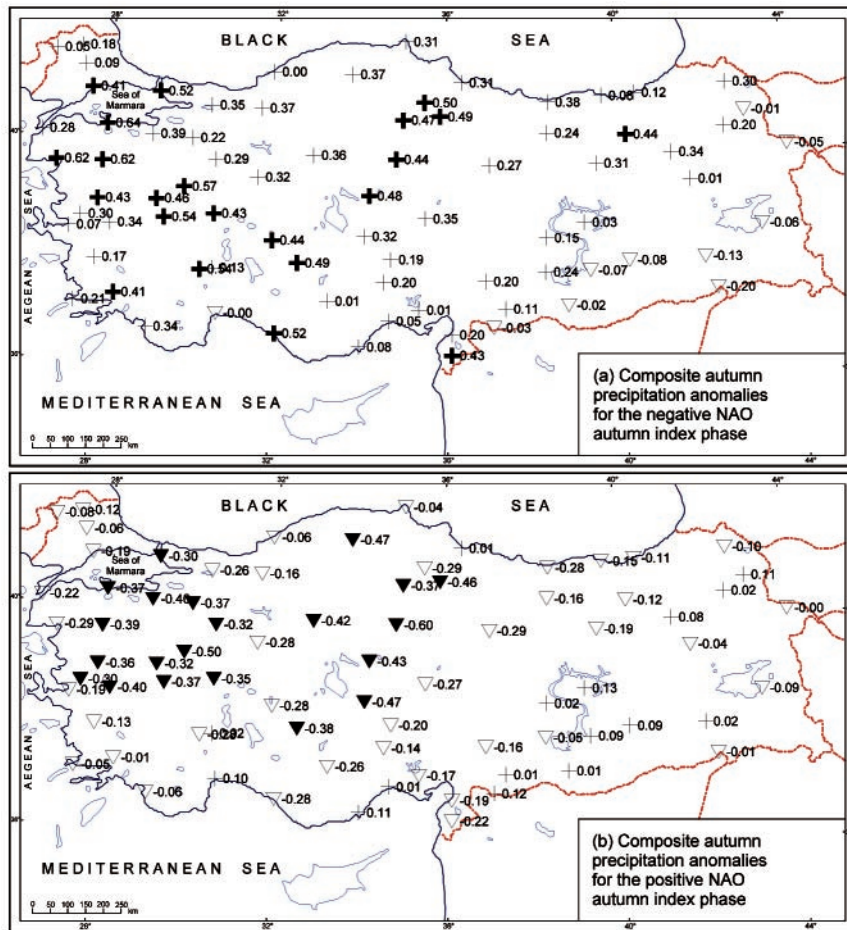 28° 32° 36° 40° 44°
BLACK SEA
0.05 0.18 0.31
0.09 0.00 0.37
0.41 0.52 0.31 0.30
Sea of
Marmara
0.35 0.37 0.50 0.38 0.08 0.12 -0.01
0.64 0.47 0.49 0.20
40°
0.28 0.39 0.22 0.24 0.44 -0.05
0.62 0.62 0.29 0.36 0.44 0.27 0.31 0.34
0.57 0.32 0.01
0.43 0.46 0.48
0.30 0.54 0.43 0.35 0.03 -0.06
0.07 0.34
AEGEAN SEA
0.44 0.32 0.15
0.17 0.49 0.19 -0.08 -0.13
0.54 0.13 0.24 -0.07
0.20 0.20 -0.20
0.41
0.21 -0.00 0.01 0.01 0.11 -0.02
0.34 0.52 0.05 -0.03
0.08 0.20
36°
0.43
MEDITERRANEAN SEA
(a) Composite autumn
precipitation anomalies
for the negative NAO
autumn index phase
0 50 100 150 200 250
km
28° 32° 36° 40° 44°
BLACK SEA
-0.08 -0.12 -0.04
-0.06 -0.06 -0.47
-0.19 -0.30 0.01 -0.10
Sea of
Marmara
-0.26 -0.16 -0.29 -0.28 -0.15 -0.11 0.11
-0.37 -0.37 -0.46 0.02
40°
-0.22 -0.37 -0.16 -0.12 -0.00
-0.29 -0.39 -0.32 -0.42 -0.60 -0.29 -0.19 0.08
-0.50 -0.28 -0.04
-0.36 -0.32 -0.43
-0.30 -0.37 -0.35 -0.27 0.13 -0.09
-0.19 -0.40
AEGEAN SEA
-0.28 -0.47 0.02
-0.13 -0.38 -0.20 0.09 0.02
-0.05 0.09
-0.14 -0.16 -0.01
-0.01
-0.05 0.10 -0.26 -0.17 0.01 0.01
-0.06 -0.28 0.01 0.12
-0.11 -0.19
36°
-0.22
MEDITERRANEAN SEA
(b) Composite autumn
precipitation anomalies
for the positive NAO
autumn index phase
0 50 100 150 200 250
km